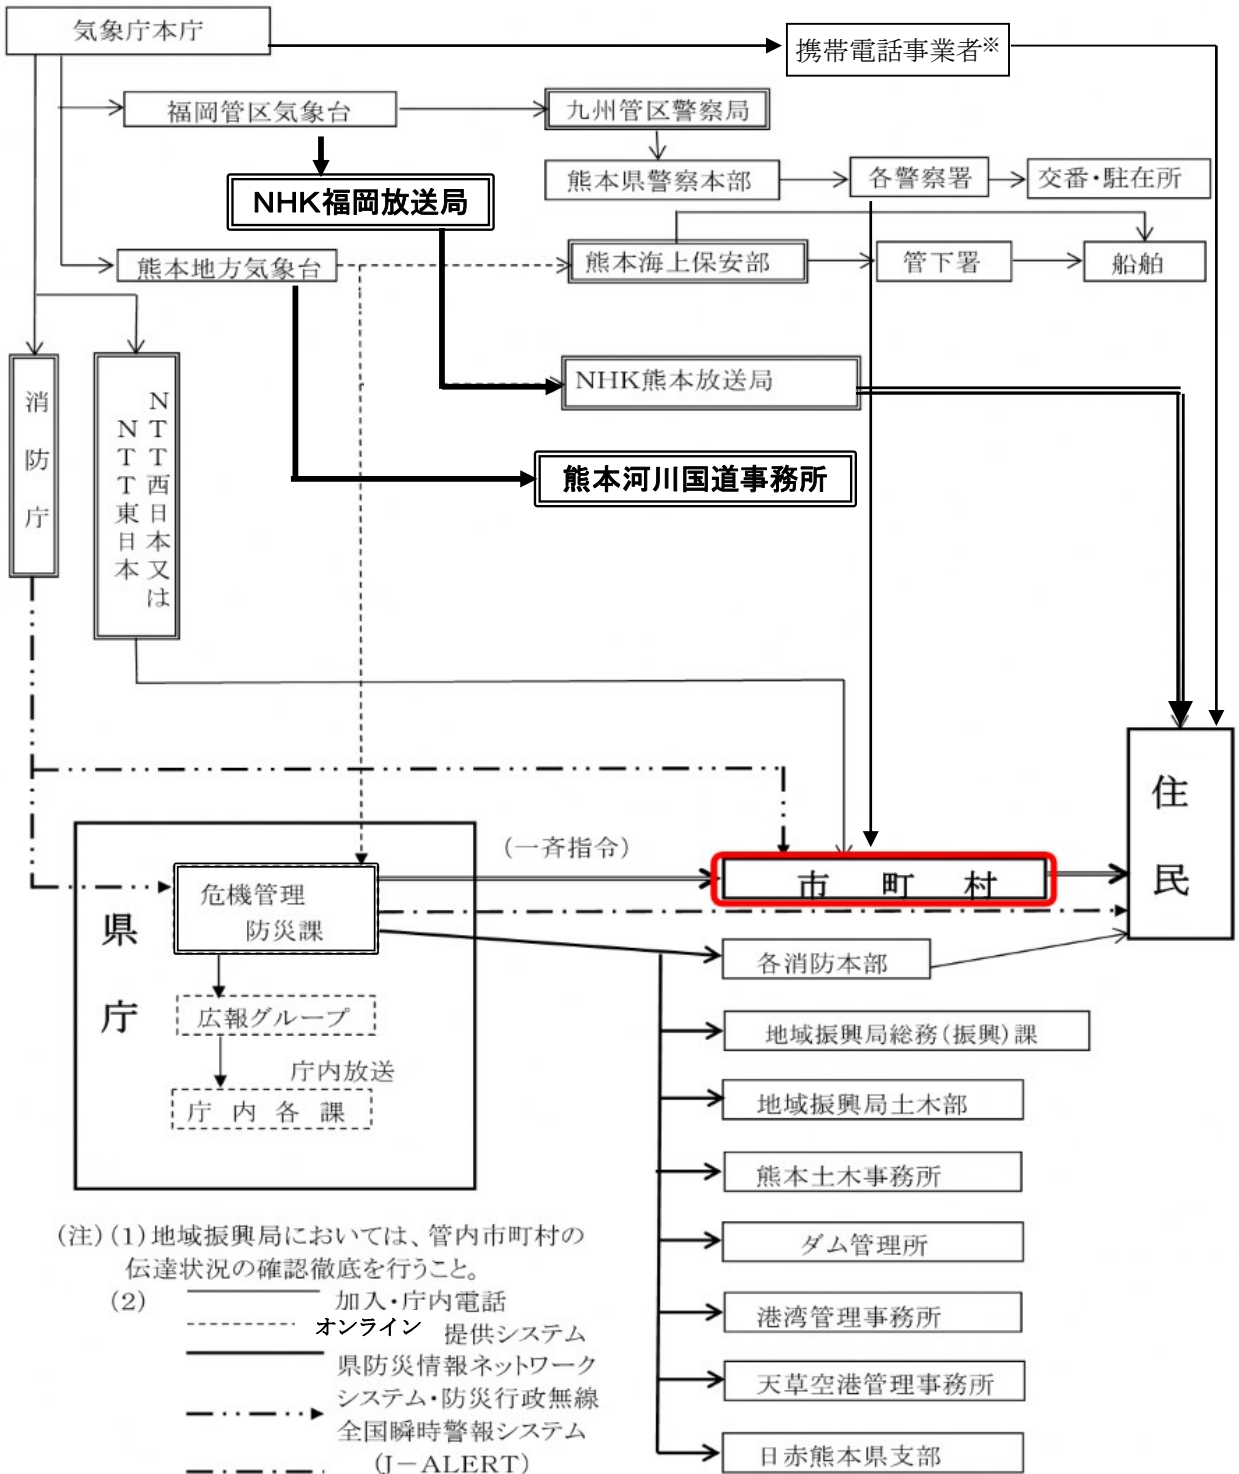 気象庁本庁
携帯電話事業者※
福岡管区気象台
九州管区警察局
熊本県警察本部
各警察署
交番・駐在所
NHK福岡放送局
熊本地方気象台
熊本海上保安部
管下署
船舶
消防庁
NTT西日本又は
NTT東日本
NHK熊本放送局
熊本河川国道事務所
住民
(一斉指令)
市町村
県庁
危機管理
防災課
広報グループ
庁内放送
庁内各課
各消防本部
地域振興局総務(振興)課
地域振興局土木部
熊本土木事務所
ダム管理所
港湾管理事務所
天草空港管理事務所
日赤熊本県支部
(注)(1)地域振興局においては、管内市町村の
伝達状況の確認徹底を行うこと。
(2)
加入・庁内電話
オンライン 提供システム
県防災情報ネットワーク
システム・防災行政無線
全国瞬時警報システム
(J-ALERT)